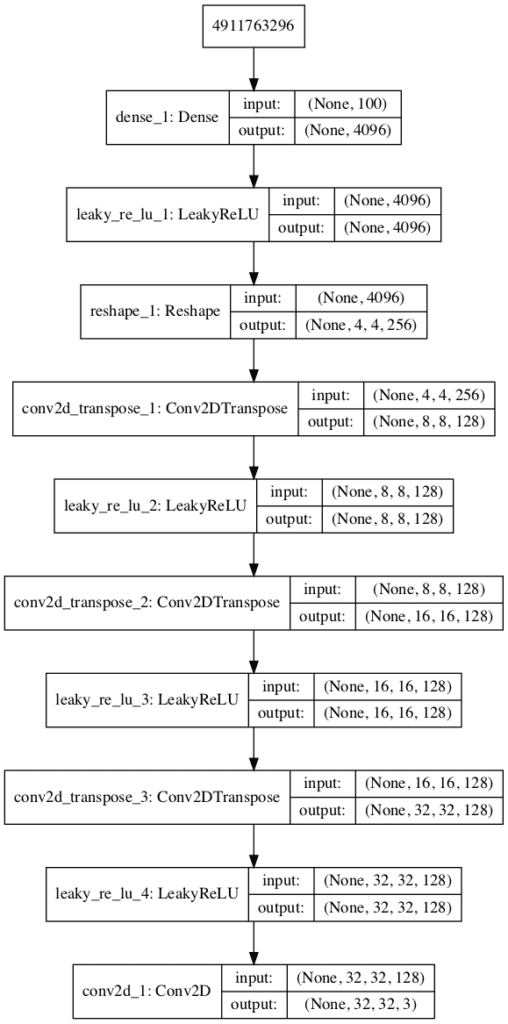 4911763296
dense_1: Dense
input: (None, 100)
output: (None, 4096)
leaky_re_lu_1: LeakyReLU
input: (None, 4096)
output: (None, 4096)
reshape_1: Reshape
input: (None, 4096)
output: (None, 4, 4, 256)
conv2d_transpose_1: Conv2DTranspose
input: (None, 4, 4, 256)
output: (None, 8, 8, 128)
leaky_re_lu_2: LeakyReLU
input: (None, 8, 8, 128)
output: (None, 8, 8, 128)
conv2d_transpose_2: Conv2DTranspose
input: (None, 8, 8, 128)
output: (None, 16, 16, 128)
leaky_re_lu_3: LeakyReLU
input: (None, 16, 16, 128)
output: (None, 16, 16, 128)
conv2d_transpose_3: Conv2DTranspose
input: (None, 16, 16, 128)
output: (None, 32, 32, 128)
leaky_re_lu_4: LeakyReLU
input: (None, 32, 32, 128)
output: (None, 32, 32, 128)
conv2d_1: Conv2D
input: (None, 32, 32, 128)
output: (None, 32, 32, 3)